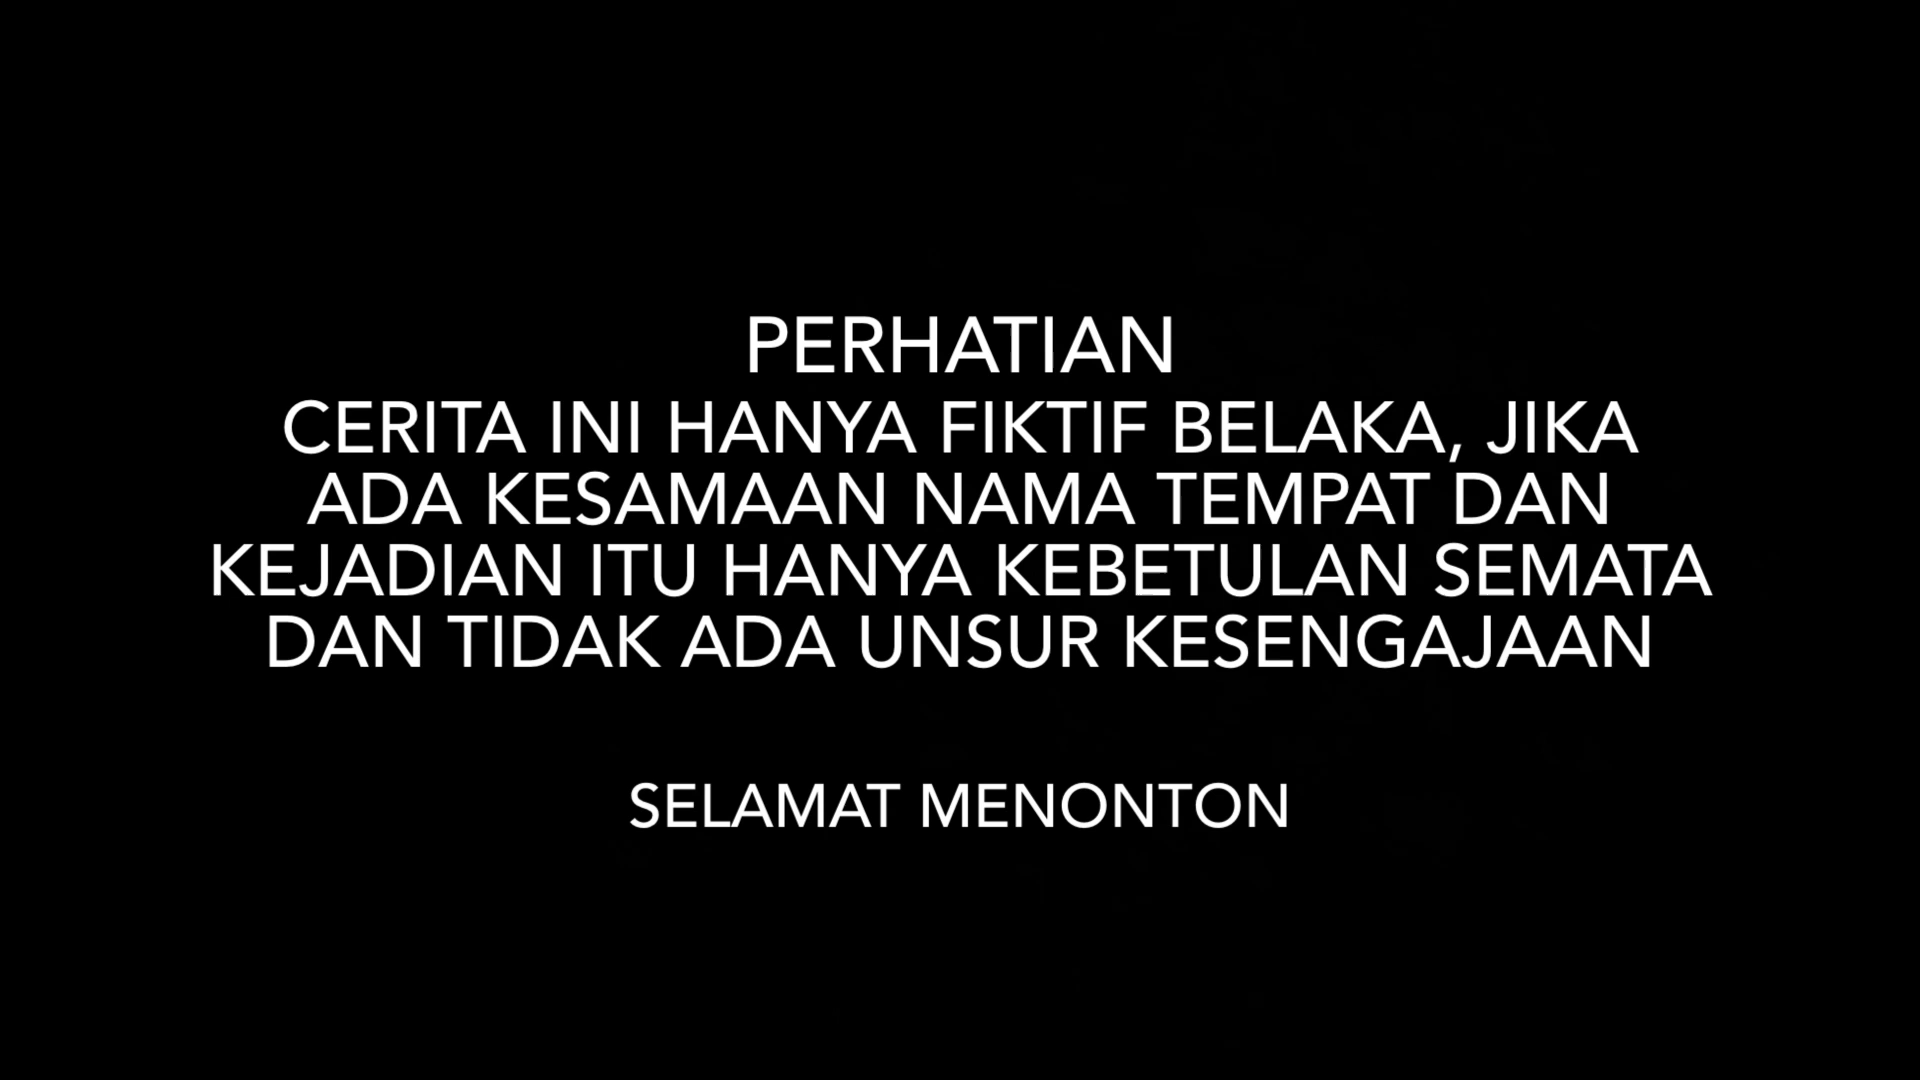 PERHATIAN
CERITA INI HANYA FIKTIF BELAKA, JIKA
ADA KESAMAAN NAMA TEMPAT DAN
KEJADIAN ITU HANYA KEBETULAN SEMATA
DAN TIDAK ADA UNSUR KESENGAJAAN
SELAMAT MENONTON